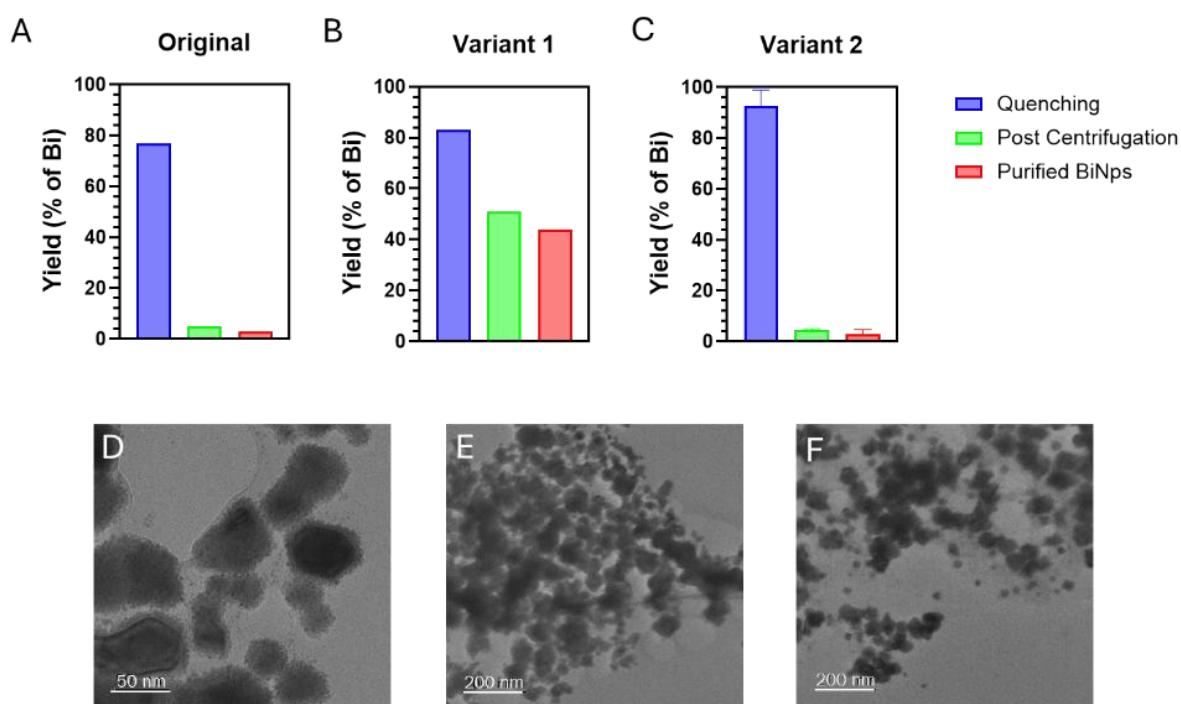 A
Original
Yield (% of Bi)
100
80
60
40
20
0
B
Variant 1
Yield (% of Bi)
100
80
60
40
20
0
C
Variant 2
Yield (% of Bi)
100
80
60
40
20
0
Quenching
Post Centrifugation
Purified BiNps
D
50 nm
E
200 nm
F
200 nm